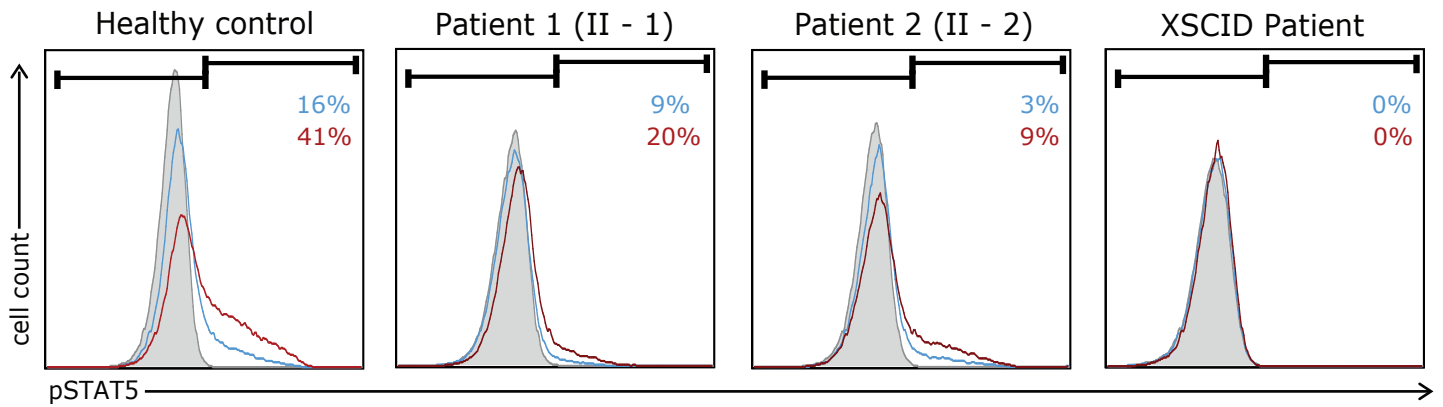 Healthy control
Patient 1 (II - 1)
Patient 2 (II - 2)
XSCID Patient
16%
41%
9%
20%
3%
9%
0%
0%
cell count
pSTAT5